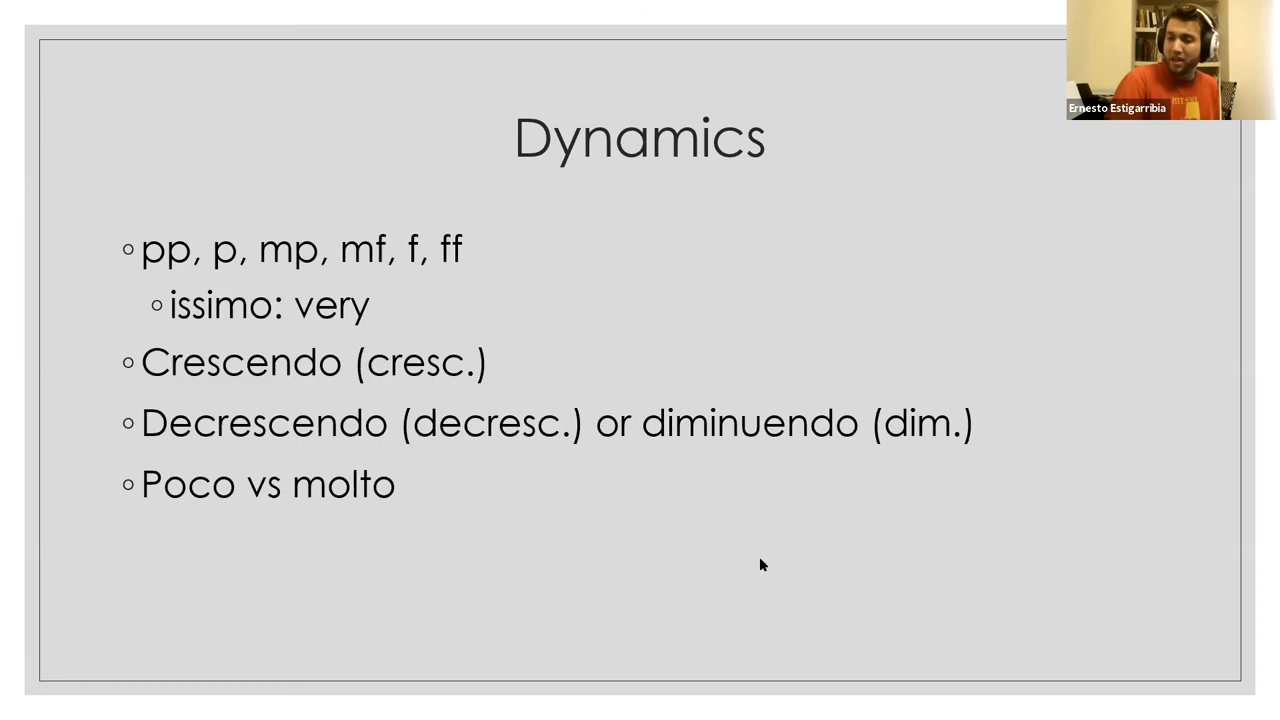 Dynamics
pp, p, mp, mf, f, ff
issimo: very
Crescendo (cresc.)
Decrescendo (decresc.) or diminuendo (dim.)
Poco vs molto
Ernesto Estigarribia